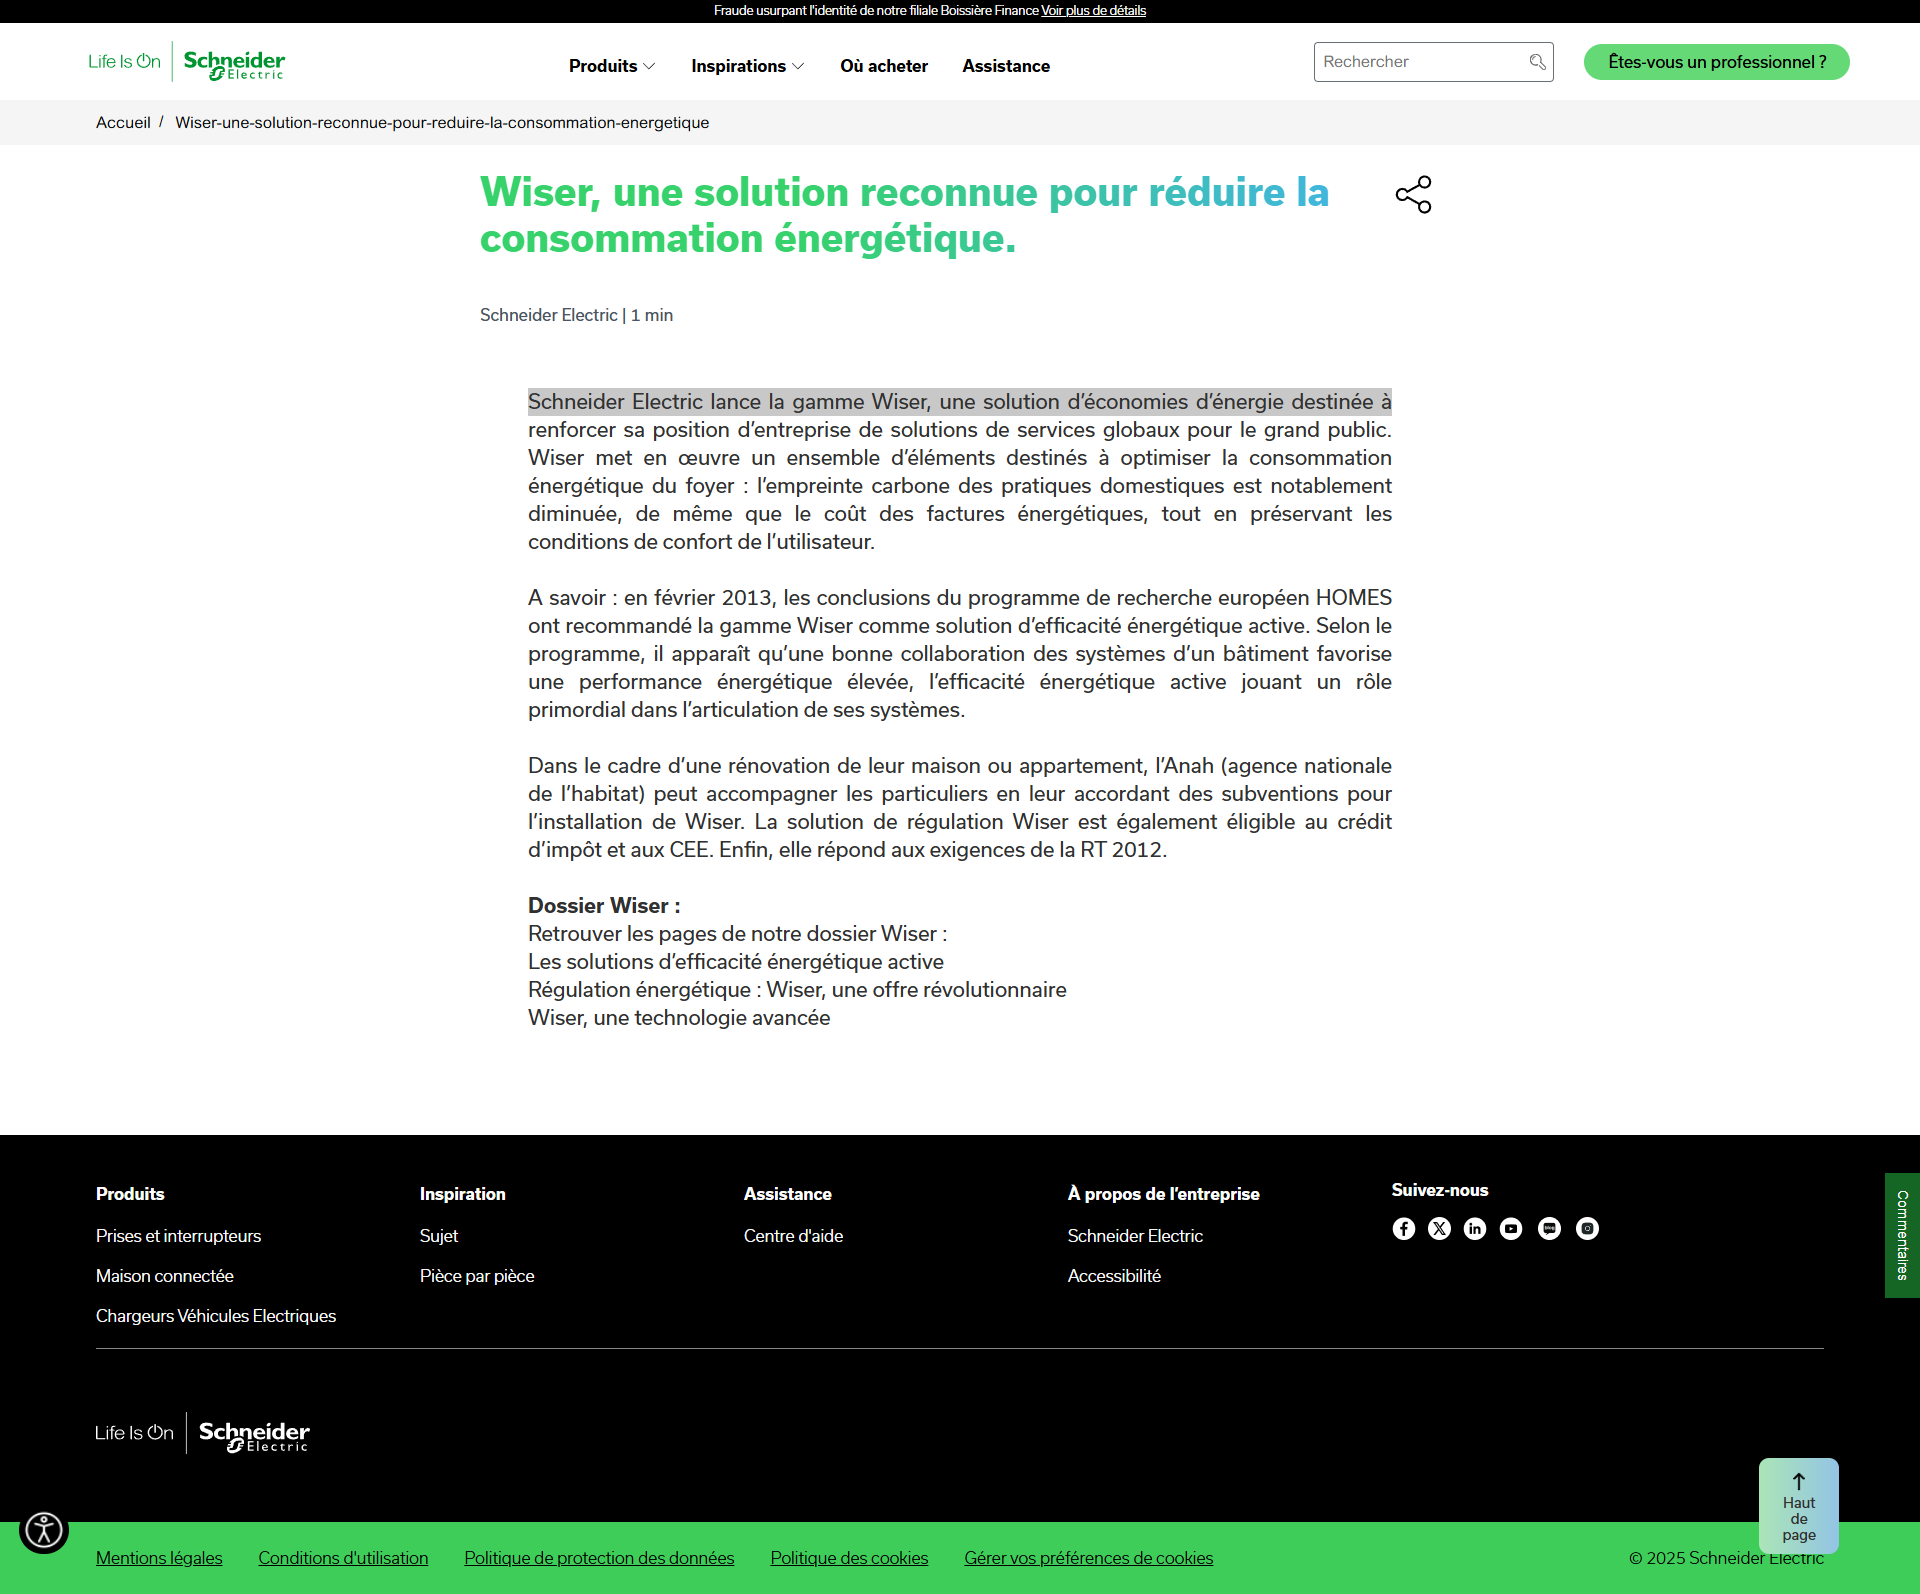 Fraude usurpant l'identité de notre filiale Boissière Finance Voir plus de détails
Life Is On Schneider Electric
Produits Inspirations Où acheter Assistance
Rechercher
Êtes-vous un professionnel ?
Accueil / Wiser-une-solution-reconnue-pour-reduire-la-consommation-energetique
Wiser, une solution reconnue pour réduire la
consommation énergétique.
Schneider Electric | 1 min
Schneider Electric lance la gamme Wiser, une solution d’économies d’énergie destinée à
renforcer sa position d’entreprise de solutions de services globaux pour le grand public.
Wiser met en œuvre un ensemble d’éléments destinés à optimiser la consommation
énergétique du foyer : l’empreinte carbone des pratiques domestiques est notablement
diminuée, de même que le coût des factures énergétiques, tout en préservant les
conditions de confort de l’utilisateur.
A savoir : en février 2013, les conclusions du programme de recherche européen HOMES
ont recommandé la gamme Wiser comme solution d’efficacité énergétique active. Selon le
programme, il apparaît qu’une bonne collaboration des systèmes d’un bâtiment favorise
une performance énergétique élevée, l’efficacité énergétique active jouant un rôle
primordial dans l’articulation de ses systèmes.
Dans le cadre d’une rénovation de leur maison ou appartement, l’Anah (agence nationale
de l’habitat) peut accompagner les particuliers en leur accordant des subventions pour
l’installation de Wiser. La solution de régulation Wiser est également éligible au crédit
d’impôt et aux CEE. Enfin, elle répond aux exigences de la RT 2012.
Dossier Wiser :
Retrouver les pages de notre dossier Wiser :
Les solutions d’efficacité énergétique active
Régulation énergétique : Wiser, une offre révolutionnaire
Wiser, une technologie avancée
Produits
Prises et interrupteurs
Maison connectée
Chargeurs Véhicules Electriques
Inspiration
Sujet
Pièce par pièce
Assistance
Centre d'aide
À propos de l’entreprise
Schneider Electric
Accessibilité
Suivez-nous
Commentaires
Life Is On Schneider Electric
Haut
de
page
Mentions légales Conditions d'utilisation Politique de protection des données Politique des cookies Gérer vos préférences de cookies
© 2025 Schneider Electric